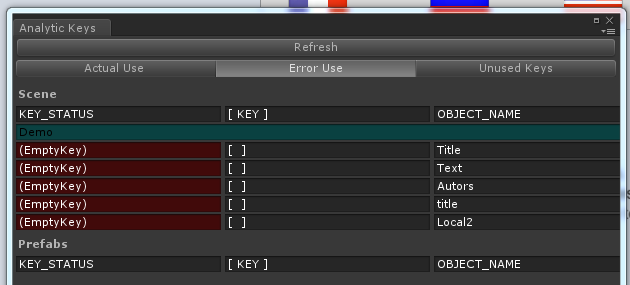 Analytic Keys
Refresh
Actual Use Error Use Unused Keys
Scene
KEY_STATUS [ KEY ] OBJECT_NAME
Demo
(EmptyKey) [ ] Title
(EmptyKey) [ ] Text
(EmptyKey) [ ] Autors
(EmptyKey) [ ] title
(EmptyKey) [ ] Local2
Prefabs
KEY_STATUS [ KEY ] OBJECT_NAME